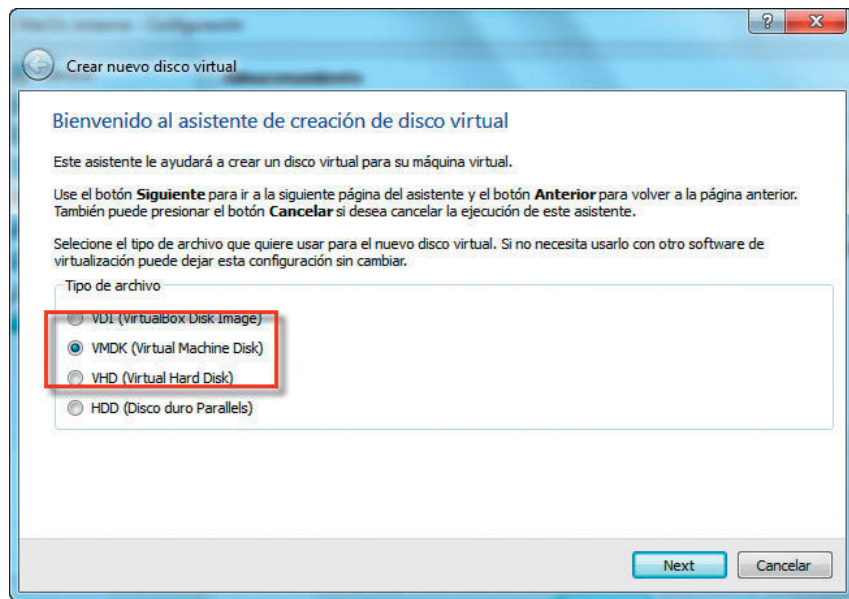 ?
X
Crear nuevo disco virtual
Bienvenido al asistente de creación de disco virtual
Este asistente le ayudará a crear un disco virtual para su máquina virtual.
Use el botón Siguiente para ir a la siguiente página del asistente y el botón Anterior para volver a la página anterior.
También puede presionar el botón Cancelar si desea cancelar la ejecución de este asistente.
Selecione el tipo de archivo que quiere usar para el nuevo disco virtual. Si no necesita usarlo con otro software de
virtualización puede dejar esta configuración sin cambiar.
Tipo de archivo
VDI (VirtualBox Disk Image)
VMDK (Virtual Machine Disk)
VHD (Virtual Hard Disk)
HDD (Disco duro Parallels)
Next
Cancelar